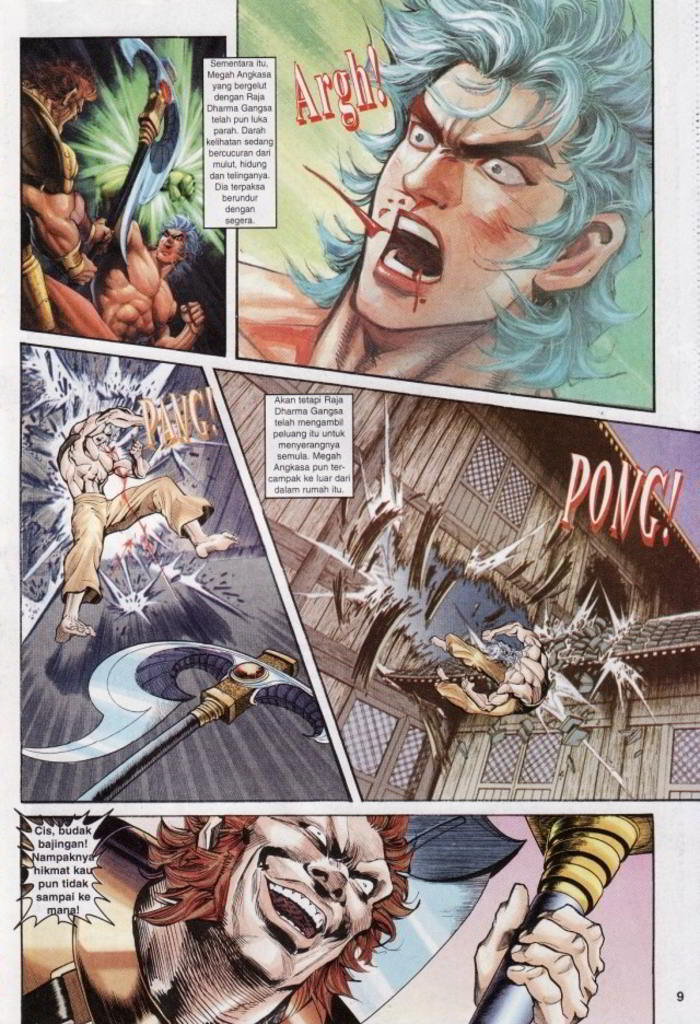 Sementara itu,
Megah Angkasa
yang bergelut
dengan Raja
Dharma Gangsa
telah pun luka
parah. Darah
kelihatan sedang
bercucuran dari
mulut, hidung
dan telinganya.
Dia terpaksa
berundur
dengan
segera.
Argh!
PANG!
Akan tetapi Raja
Dharma Gangsa
telah mengambil
peluang itu untuk
menyerangnya
semula. Megah
Angkasa pun ter-
campak ke luar dari
dalam rumah itu.
PONG!
Cis, budak
bajingan!
Nampaknya
hikmat kau
pun tidak
sampai ke
mana!
9